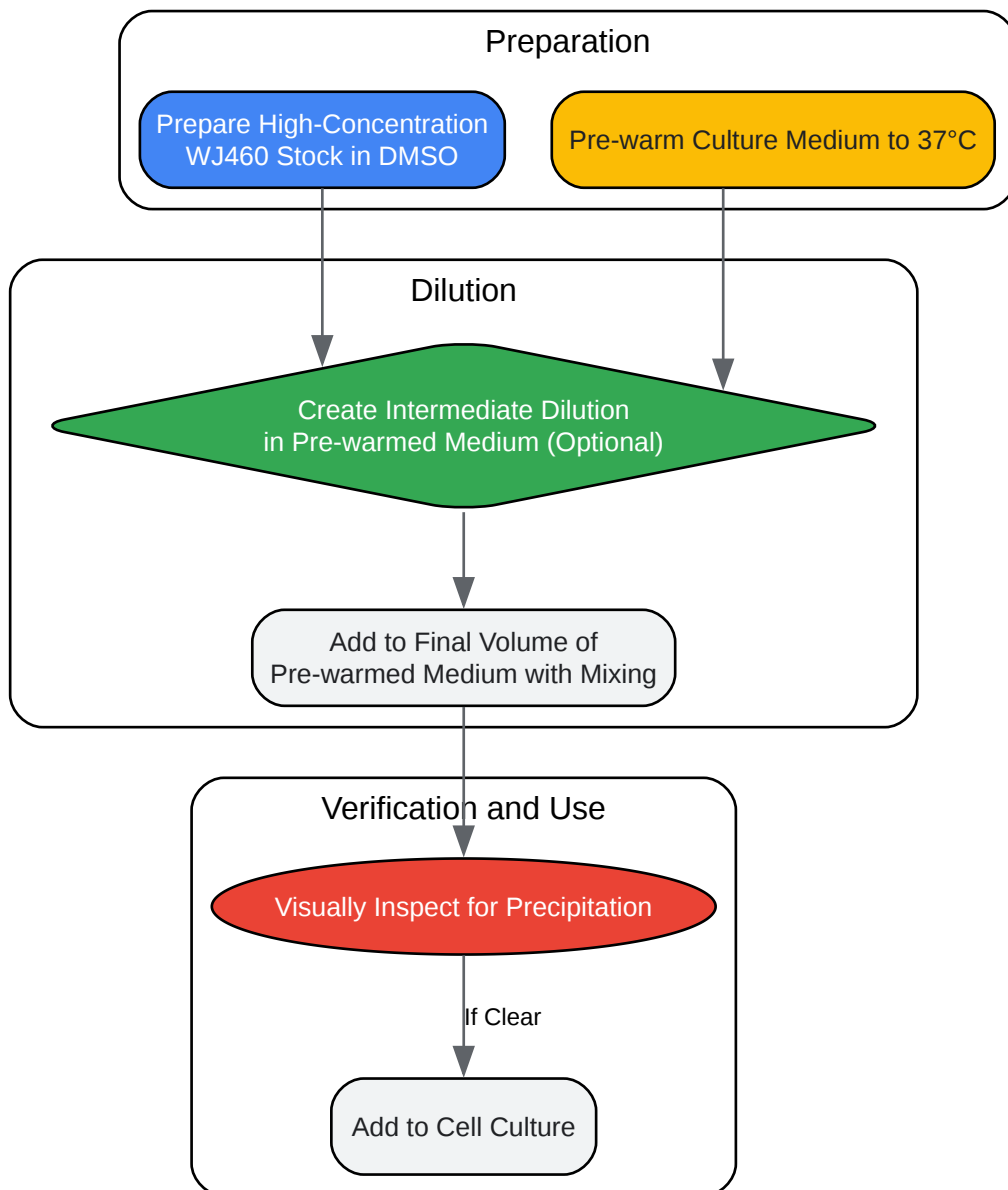 Preparation
Prepare High-Concentration
WJ460 Stock in DMSO
Pre-warm Culture Medium to 37°C
Dilution
Create Intermediate Dilution
in Pre-warmed Medium (Optional)
Add to Final Volume of
Pre-warmed Medium with Mixing
Verification and Use
Visually Inspect for Precipitation
If Clear
Add to Cell Culture